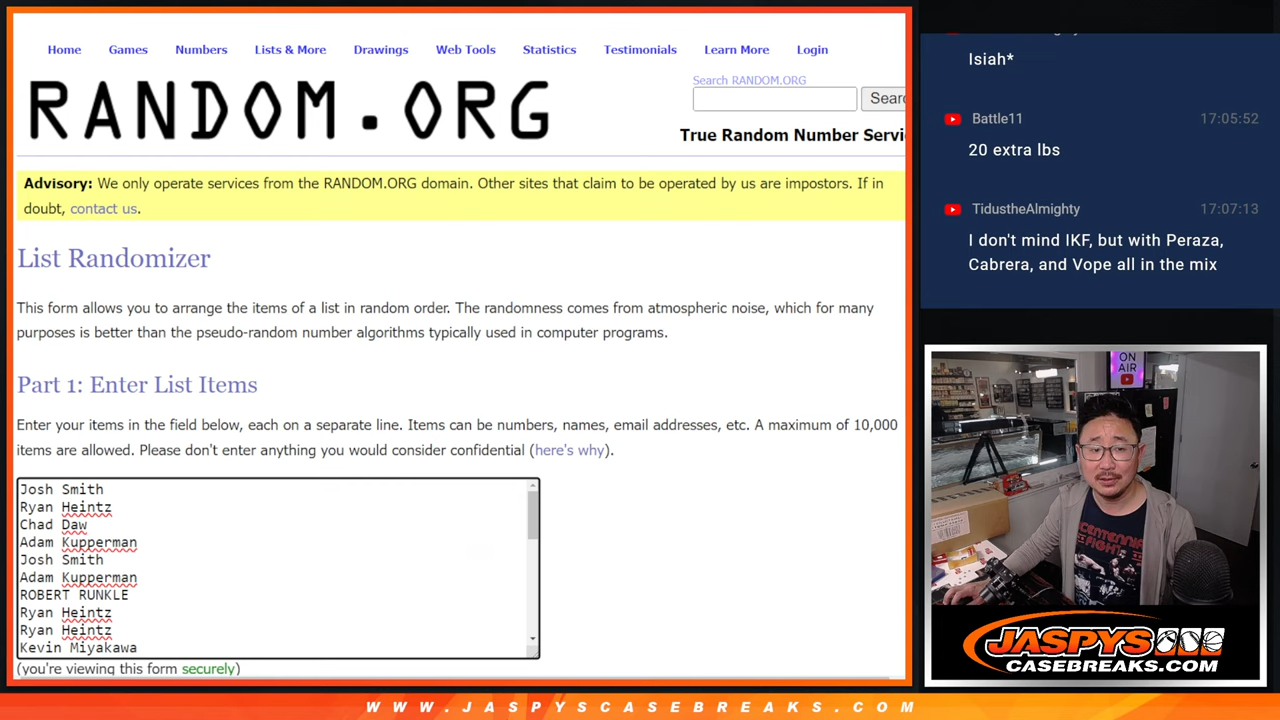 Home Games Numbers Lists & More Drawings Web Tools Statistics Testimonials Learn More Login
RANDOM.ORG
Search RANDOM.ORG
Searc
True Random Number Servi
Advisory: We only operate services from the RANDOM.ORG domain. Other sites that claim to be operated by us are impostors. If in
doubt, contact us.
List Randomizer
This form allows you to arrange the items of a list in random order. The randomness comes from atmospheric noise, which for many
purposes is better than the pseudo-random number algorithms typically used in computer programs.
Part 1: Enter List Items
Enter your items in the field below, each on a separate line. Items can be numbers, names, email addresses, etc. A maximum of 10,000
items are allowed. Please don't enter anything you would consider confidential (here's why).
Josh Smith
Ryan Heintz
Chad Daw
Adam Kupperman
Josh Smith
Adam Kupperman
ROBERT RUNKLE
Ryan Heintz
Ryan Heintz
Kevin Miyakawa
(you're viewing this form securely)
Isiah*
Battle11 17:05:52
20 extra lbs
TidustheAlmighty 17:07:13
I don't mind IKF, but with Peraza,
Cabrera, and Vope all in the mix
ON
AIR
CENTENNIAL
FIGHT
JASPYS
CASEBREAKS.COM
WWW.JASPYSCASEBREAKS.COM